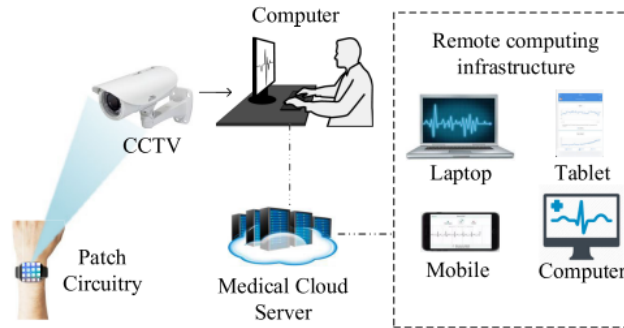 Computer
Remote computing
infrastructure
CCTV
Laptop
Tablet
Patch
Circuitry
Medical Cloud
Server
Mobile
Computer